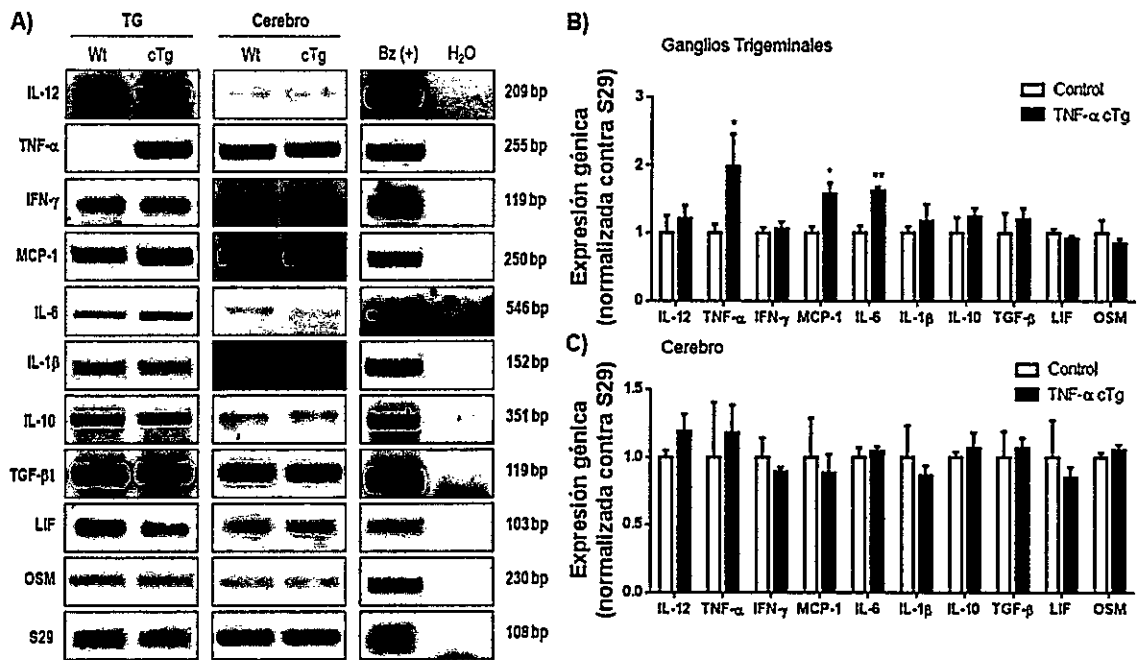 A)
TG Cerebro
Wt cTg Wt cTg Bz (+) H₂O
IL-12 209 bp
TNF-α 255 bp
IFN-γ 119 bp
MCP-1 250 bp
IL-6 546 bp
IL-1β 152 bp
IL-10 351 bp
TGF-β1 119 bp
LIF 103 bp
OSM 230 bp
S29 109 bp
B)
Ganglios Trigeminales
Expresión génica
(normalizada contra S29)
Control
TNF-α cTg
3
2
1
0
* * **
IL-12 TNF-α IFN-γ MCP-1 IL-6 IL-1β IL-10 TGF-β LIF OSM
C)
Cerebro
Expresión génica
(normalizada contra S29)
Control
TNF-α cTg
1.5
1.0
0.5
0.0
IL-12 TNF-α IFN-γ MCP-1 IL-6 IL-1β IL-10 TGF-β LIF OSM